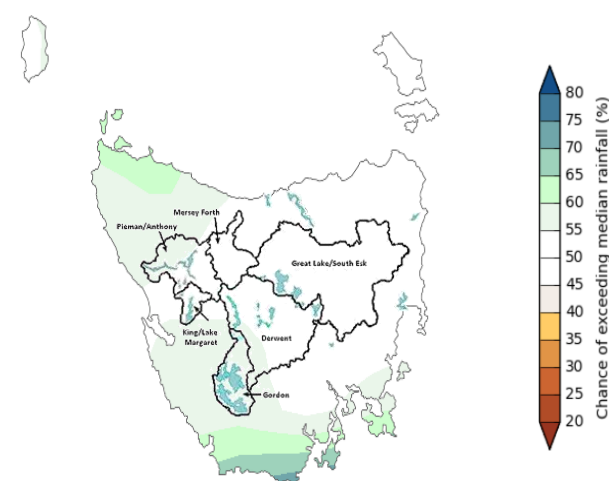 Mersey Forth
Pieman/Anthony
Great Lake/South Esk
King/Lake
Margaret
Derwent
Gordon
80
75
70
65
60
55
50
45
40
35
30
25
20
Chance of exceeding median rainfall (%)